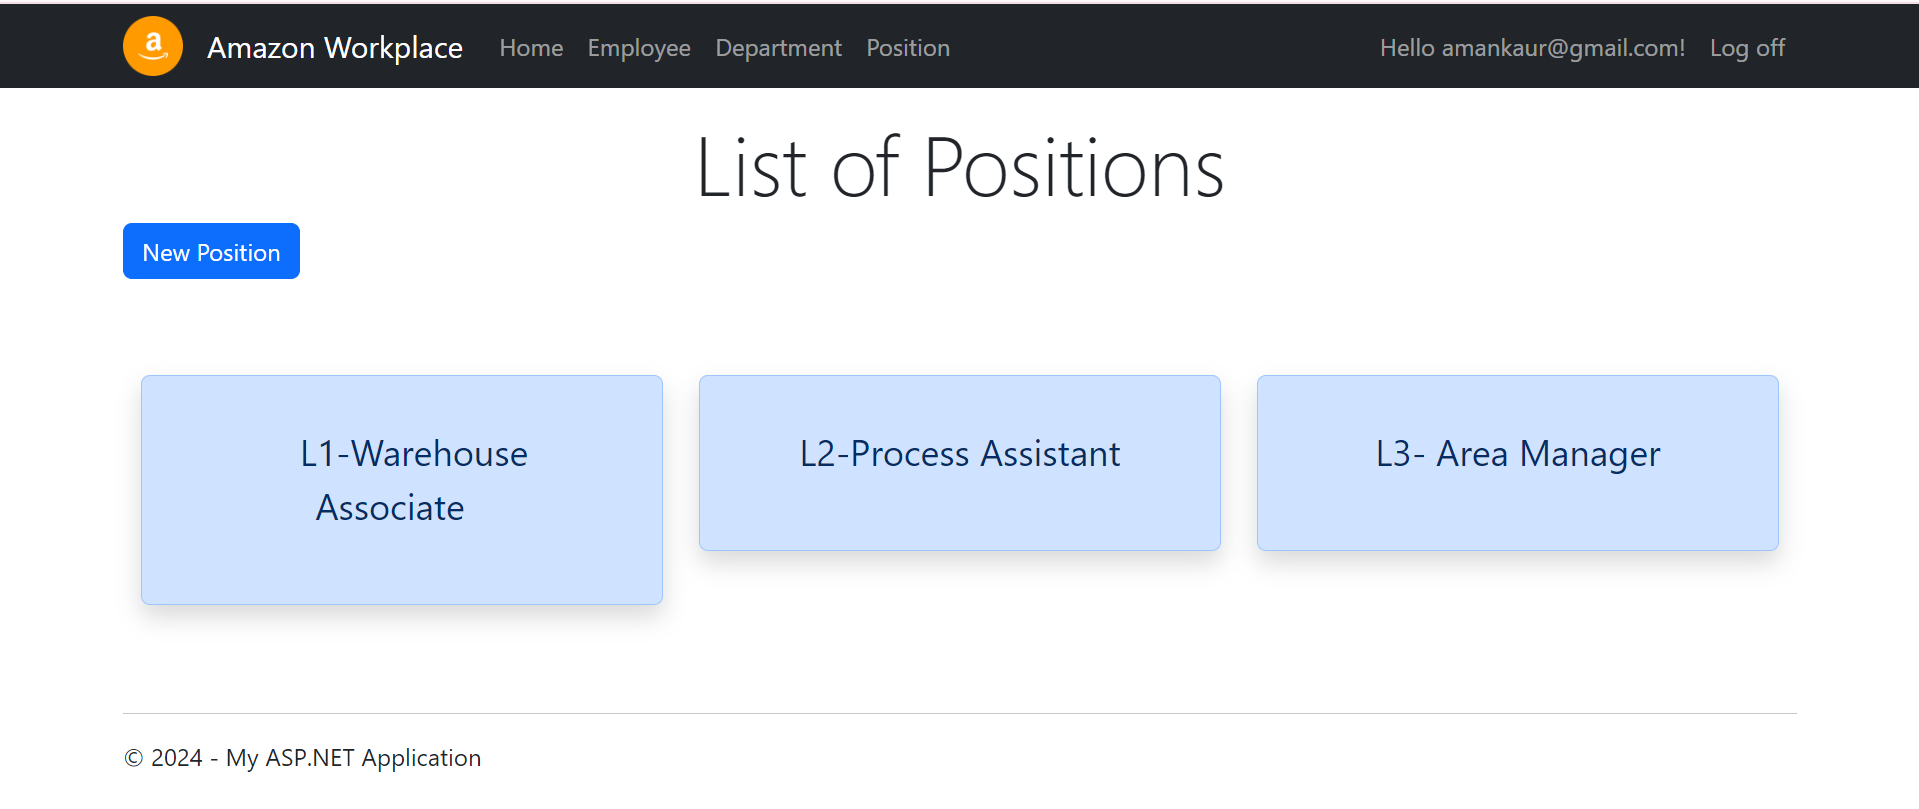 a Amazon Workplace Home Employee Department Position Hello amankaur@gmail.com! Log off
List of Positions
New Position
L1-Warehouse
Associate
L2-Process Assistant
L3- Area Manager
© 2024 - My ASP.NET Application